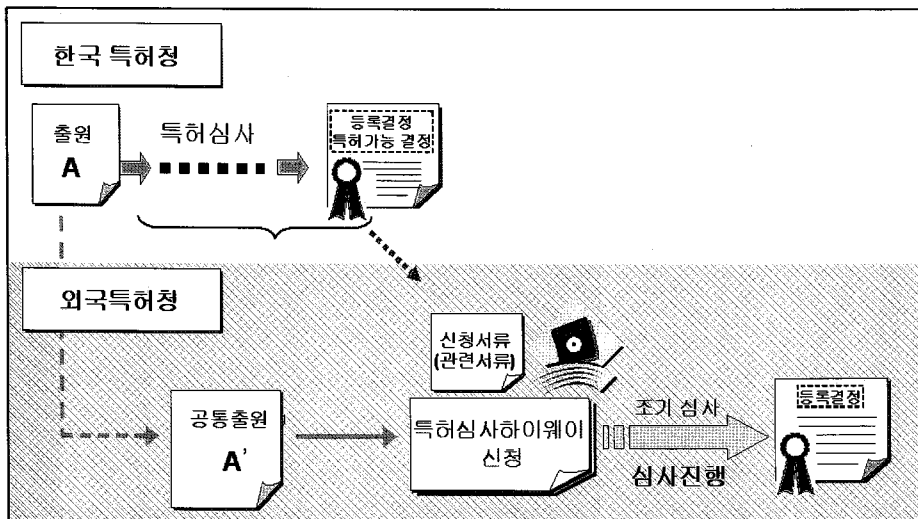 한국 특허청
출원
A
특허심사
등록결정
특허가능 결정
외국특허청
신청서류
(관련서류)
공통출원
A'
특허심사하이웨이
신청
조기 심사
심사진행
등록결정